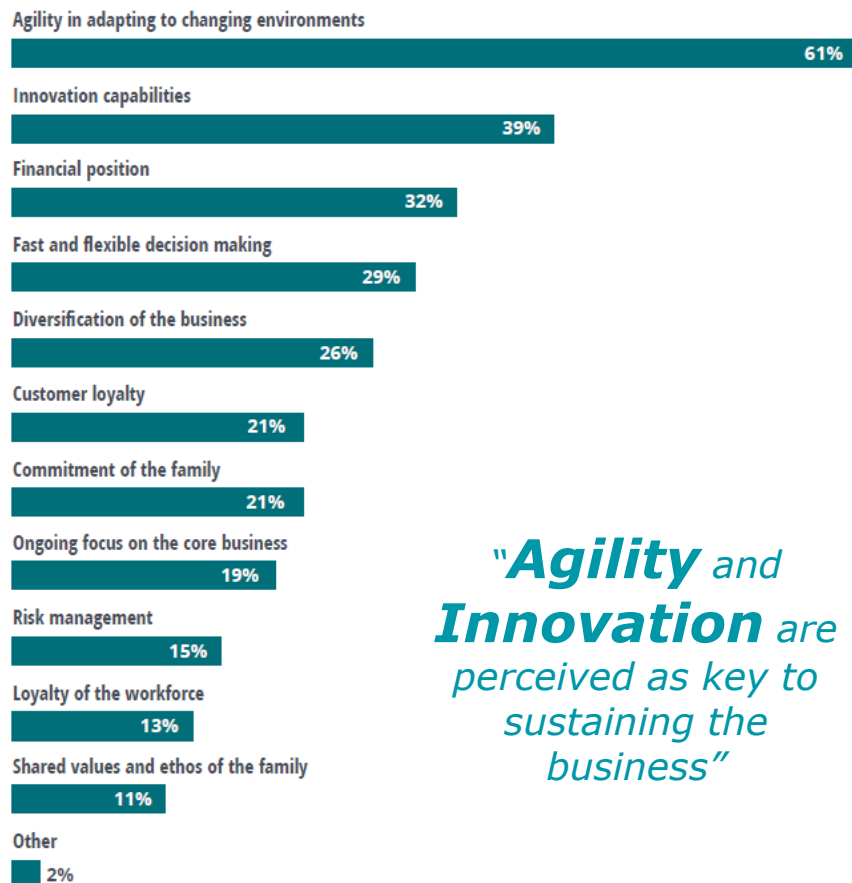 Agility in adapting to changing environments
61%
Innovation capabilities
39%
Financial position
32%
Fast and flexible decision making
29%
Diversification of the business
26%
Customer loyalty
21%
Commitment of the family
21%
Ongoing focus on the core business
19%
Risk management
15%
Loyalty of the workforce
13%
Shared values and ethos of the family
11%
Other
2%
“Agility and
Innovation are
perceived as key to
sustaining the
business”